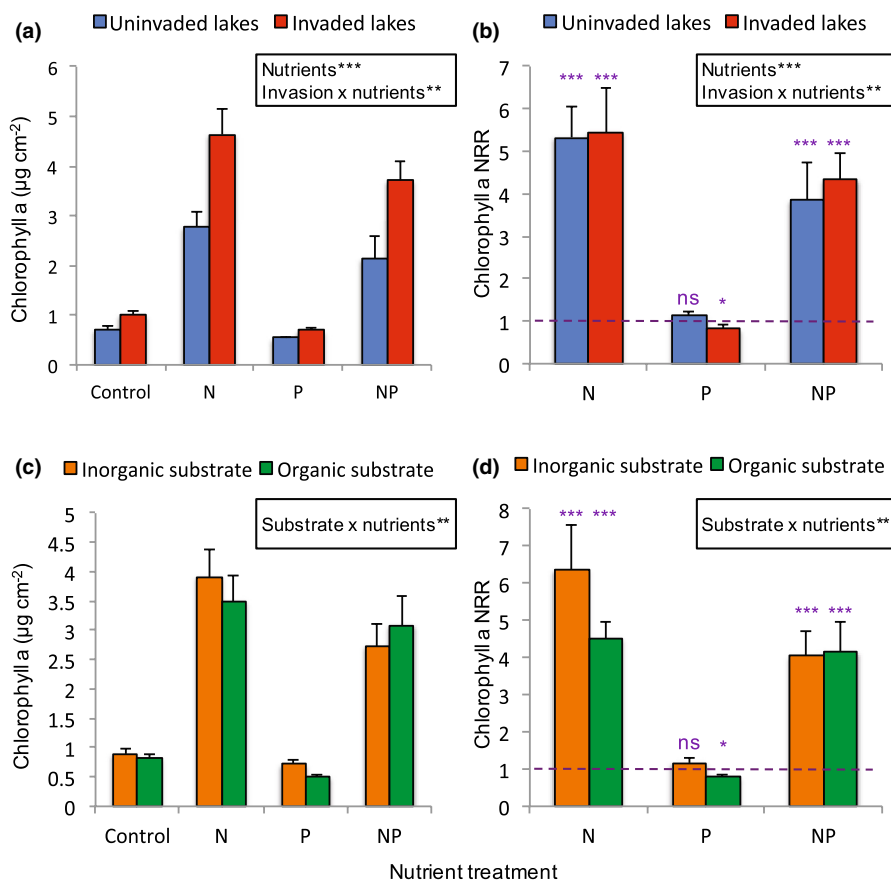 (a)
Uninvaded lakes
Invaded lakes
Nutrients***
Invasion x nutrients**
Chlorophyll a (µg cm-2)
6
5
4
3
2
1
0
Control
N
P
NP
(b)
Uninvaded lakes
Invaded lakes
Nutrients***
Invasion x nutrients**
Chlorophyll a NRR
7
6
5
4
3
2
1
0
*** ***
ns *
*** ***
N
P
NP
(c)
Inorganic substrate
Organic substrate
Substrate x nutrients**
Chlorophyll a (µg cm-2)
5
4.5
4
3.5
3
2.5
2
1.5
1
0.5
0
Control
N
P
NP
(d)
Inorganic substrate
Organic substrate
Substrate x nutrients**
Chlorophyll a NRR
8
7
6
5
4
3
2
1
0
*** ***
ns *
*** ***
N
P
NP
Nutrient treatment